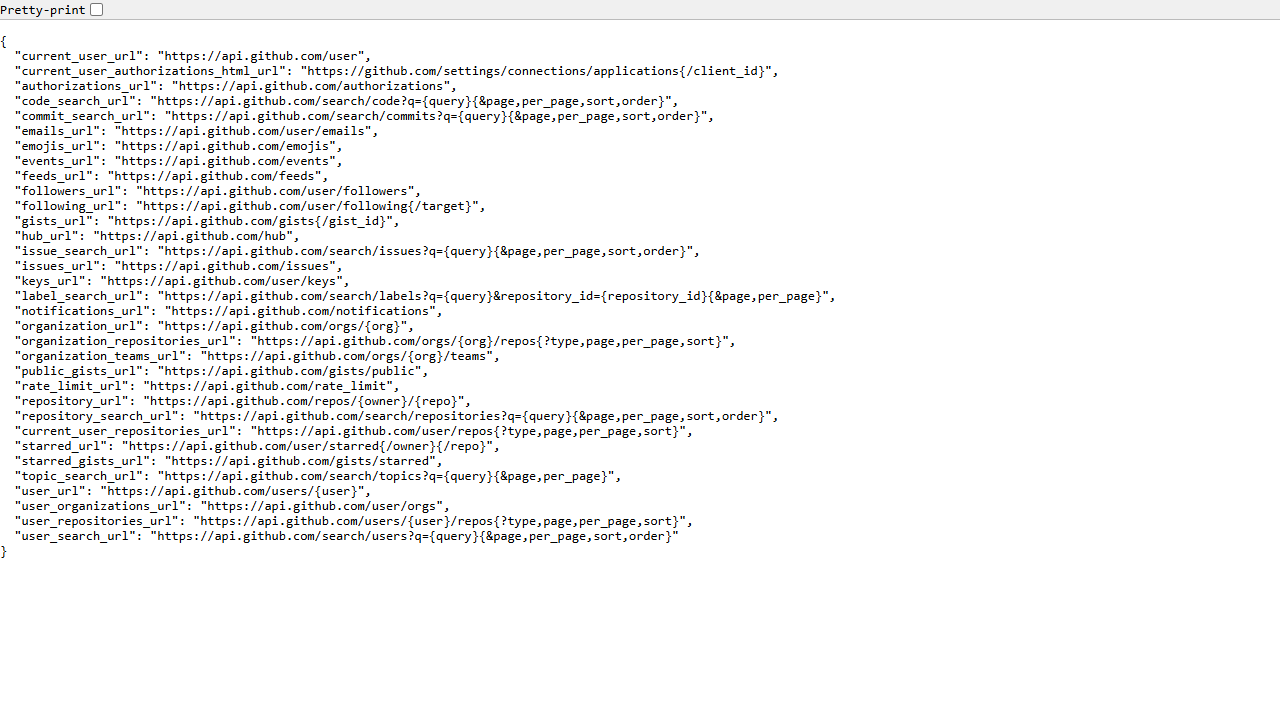 Pretty-print
{
  "current_user_url": "https://api.github.com/user",
  "current_user_authorizations_html_url": "https://github.com/settings/connections/applications{/client_id}",
  "authorizations_url": "https://api.github.com/authorizations",
  "code_search_url": "https://api.github.com/search/code?q={query}{&page,per_page,sort,order}",
  "commit_search_url": "https://api.github.com/search/commits?q={query}{&page,per_page,sort,order}",
  "emails_url": "https://api.github.com/user/emails",
  "emojis_url": "https://api.github.com/emojis",
  "events_url": "https://api.github.com/events",
  "feeds_url": "https://api.github.com/feeds",
  "followers_url": "https://api.github.com/user/followers",
  "following_url": "https://api.github.com/user/following{/target}",
  "gists_url": "https://api.github.com/gists{/gist_id}",
  "hub_url": "https://api.github.com/hub",
  "issue_search_url": "https://api.github.com/search/issues?q={query}{&page,per_page,sort,order}",
  "issues_url": "https://api.github.com/issues",
  "keys_url": "https://api.github.com/user/keys",
  "label_search_url": "https://api.github.com/search/labels?q={query}&repository_id={repository_id}{&page,per_page}",
  "notifications_url": "https://api.github.com/notifications",
  "organization_url": "https://api.github.com/orgs/{org}",
  "organization_repositories_url": "https://api.github.com/orgs/{org}/repos{?type,page,per_page,sort}",
  "organization_teams_url": "https://api.github.com/orgs/{org}/teams",
  "public_gists_url": "https://api.github.com/gists/public",
  "rate_limit_url": "https://api.github.com/rate_limit",
  "repository_url": "https://api.github.com/repos/{owner}/{repo}",
  "repository_search_url": "https://api.github.com/search/repositories?q={query}{&page,per_page,sort,order}",
  "current_user_repositories_url": "https://api.github.com/user/repos{?type,page,per_page,sort}",
  "starred_url": "https://api.github.com/user/starred{/owner}{/repo}",
  "starred_gists_url": "https://api.github.com/gists/starred",
  "topic_search_url": "https://api.github.com/search/topics?q={query}{&page,per_page}",
  "user_url": "https://api.github.com/users/{user}",
  "user_organizations_url": "https://api.github.com/user/orgs",
  "user_repositories_url": "https://api.github.com/users/{user}/repos{?type,page,per_page,sort}",
  "user_search_url": "https://api.github.com/search/users?q={query}{&page,per_page,sort,order}"
}